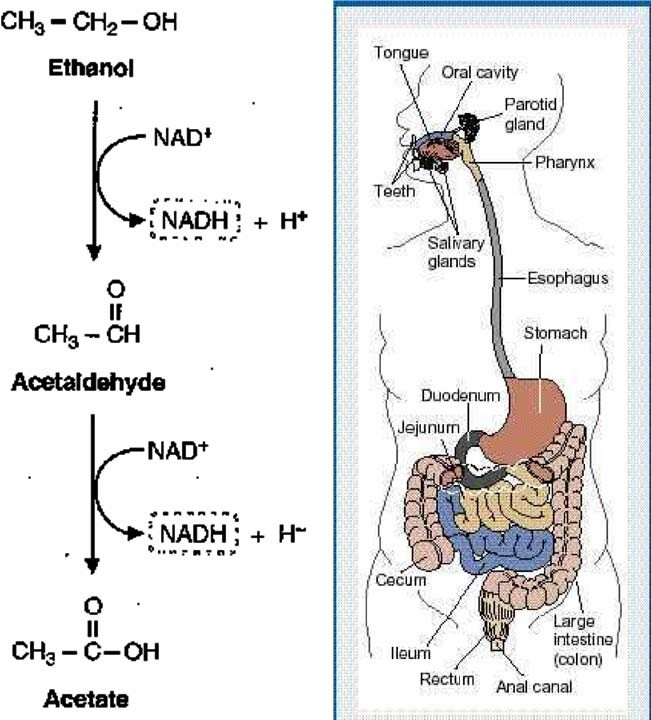 CH₃ – CH₂ – OH
Ethanol
NAD⁺
NADH + H⁺
O
CH₃ – CH
Acetaldehyde
NAD⁺
NADH + H⁻
O
CH₃ – C – OH
Acetate
Tongue
Oral cavity
Parotid
gland
Pharynx
Teeth
Salivary
glands
Esophagus
Stomach
Duodenum
Jejunum
Cecum
Ileum
Rectum
Anal canal
Large
intestine
(colon)